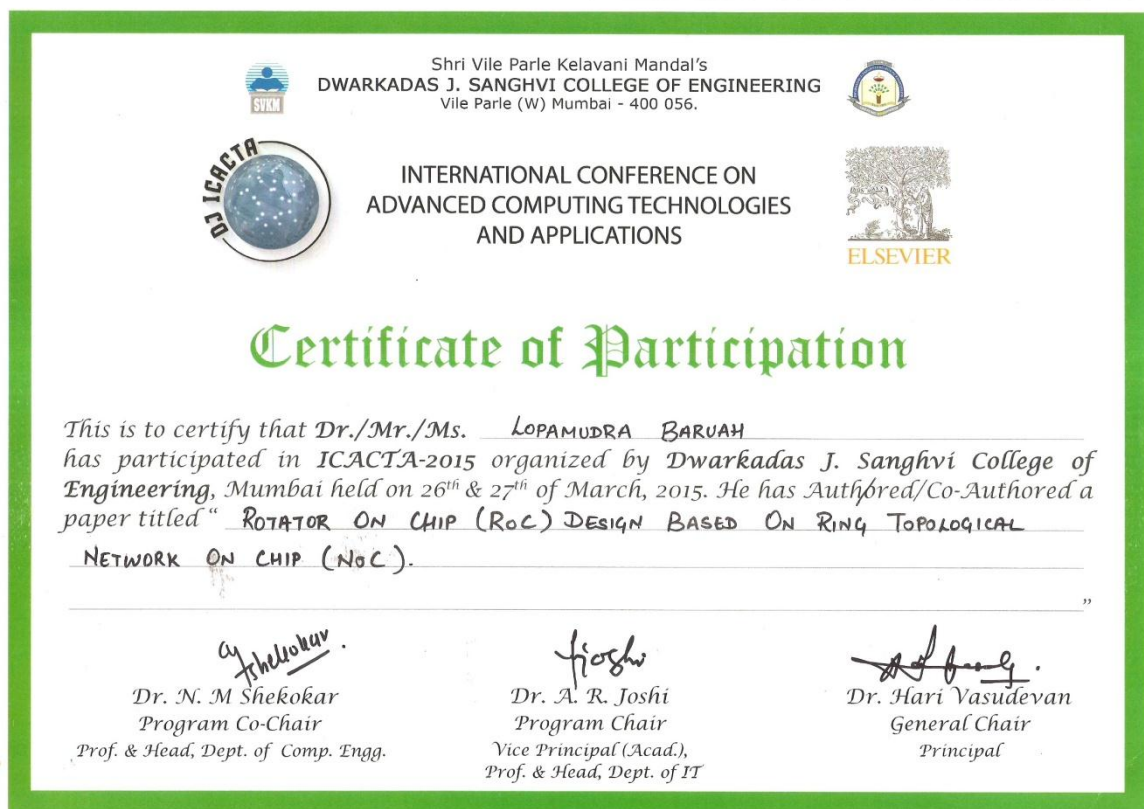 Shri Vile Parle Kelavani Mandal's
DWARKADAS J. SANGHVI COLLEGE OF ENGINEERING
Vile Parle (W) Mumbai - 400 056.
SVKM
DJ ICACTA
INTERNATIONAL CONFERENCE ON
ADVANCED COMPUTING TECHNOLOGIES
AND APPLICATIONS
ELSEVIER
Certificate of Participation
This is to certify that Dr./Mr./Ms. LOPAMUDRA BARUAH
has participated in ICACTA-2015 organized by Dwarkadas J. Sanghvi College of
Engineering, Mumbai held on 26th & 27th of March, 2015. He has Authored/Co-Authored a
paper titled " ROTATOR ON CHIP (ROC) DESIGN BASED ON RING TOPOLOGICAL
NETWORK ON CHIP (NOC).
"
Dr. N. M Shekokar
Program Co-Chair
Prof. & Head, Dept. of Comp. Engg.
Dr. A. R. Joshi
Program Chair
Vice Principal (Acad.),
Prof. & Head, Dept. of IT
Dr. Hari Vasudevan
General Chair
Principal